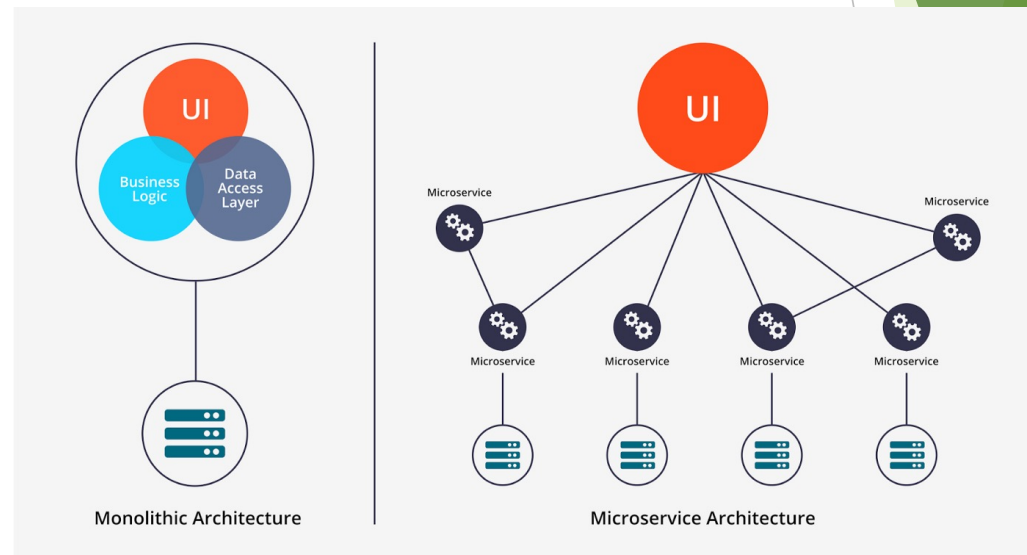 UI
Business
Logic
Data
Access
Layer
Monolithic Architecture
UI
Microservice
Microservice
Microservice
Microservice
Microservice
Microservice
Microservice Architecture